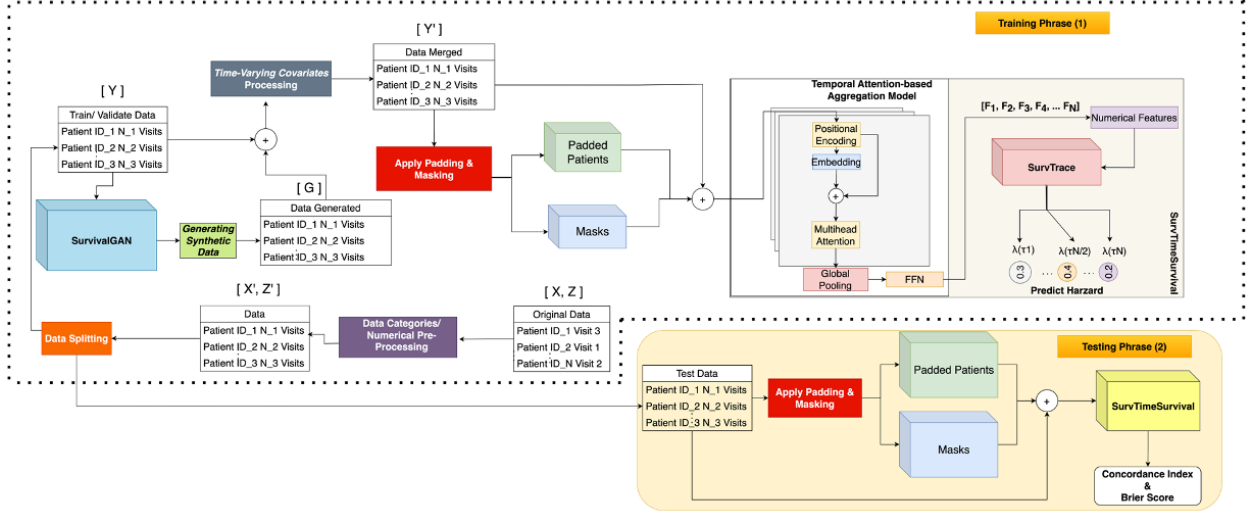 Training Phrase (1)
[ Y' ]
Data Merged
Patient ID_1 N_1 Visits
Patient ID_2 N_2 Visits
Patient ID_3 N_3 Visits
Time-Varying Covariates
Processing
[ Y ]
Train/ Validate Data
Patient ID_1 N_1 Visits
Patient ID_2 N_2 Visits
Patient ID_3 N_3 Visits
+
SurvivalGAN
Generating
Synthetic
Data
[ G ]
Data Generated
Patient ID_1 N_1 Visits
Patient ID_2 N_2 Visits
Patient ID_3 N_3 Visits
Apply Padding &
Masking
Padded
Patients
Masks
+
Temporal Attention-based
Aggregation Model
Positional
Encoding
Embedding
+
Multihead
Attention
Global
Pooling
FFN
[F1, F2, F3, F4, ... FN]
Numerical Features
SurvTrace
λ(τ1)
λ(τN/2)
λ(τN)
0.3
...
0.4
...
0.2
Predict Harzard
SurvTimeSurvival
[ X', Z' ]
Data
Patient ID_1 N_1 Visits
Patient ID_2 N_2 Visits
Patient ID_3 N_3 Visits
Data Categories/
Numerical Pre-
Processing
[ X, Z ]
Original Data
Patient ID_1 Visit 3
Patient ID_2 Visit 1
Patient ID_N Visit 2
Data Splitting
Testing Phrase (2)
Test Data
Patient ID_1 N_1 Visits
Patient ID_2 N_2 Visits
Patient ID_3 N_3 Visits
Apply Padding &
Masking
Padded Patients
Masks
+
SurvTimeSurvival
Concordance Index
&
Brier Score